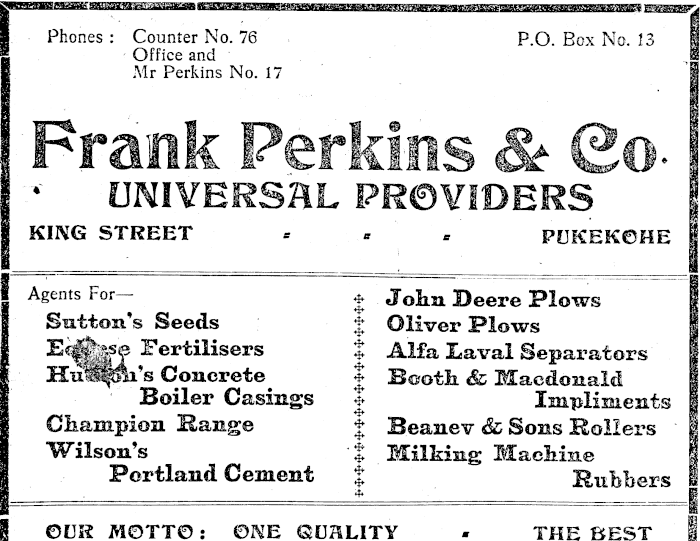 Phones : Counter No. 76
Office and
Mr Perkins No. 17
P.O. Box No. 13
Frank Perkins & Co.
UNIVERSAL PROVIDERS
KING STREET - - - PUKEKOHE
Agents For—
Sutton's Seeds
Fertilisers
Concrete
Boiler Casings
Champion Range
Wilson's
Portland Cement
John Deere Plows
Oliver Plows
Alfa Laval Separators
Booth & Macdonald
Impliments
Beanev & Sons Rollers
Milking Machine
Rubbers
OUR MOTTO: ONE QUALITY - THE BEST